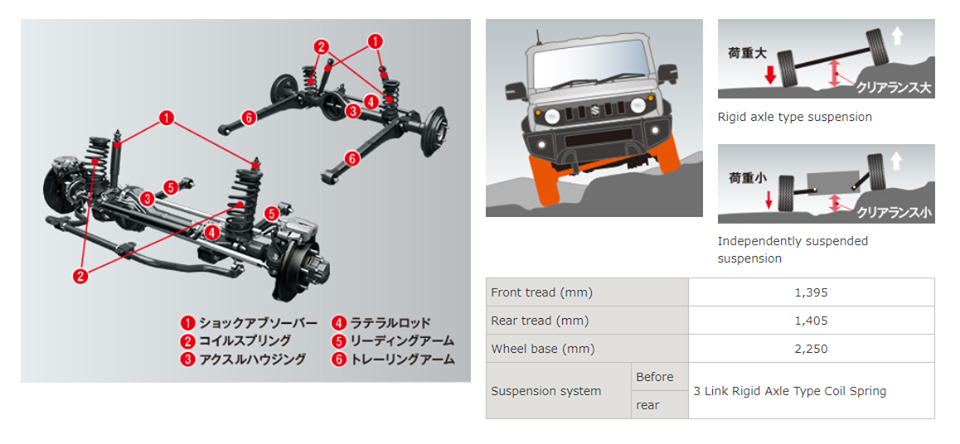 1
2
1
2
6
4
3
6
5
3
5
4
2
1 ショックアブソーバー
2 コイルスプリング
3 アクスルハウジング
4 ラテラルロッド
5 リーディングアーム
6 トレーリングアーム
荷重大
クリアランス大
Rigid axle type suspension
荷重小
クリアランス小
Independently suspended
suspension
Front tread (mm) 1,395
Rear tread (mm) 1,405
Wheel base (mm) 2,250
Suspension system Before 3 Link Rigid Axle Type Coil Spring
rear